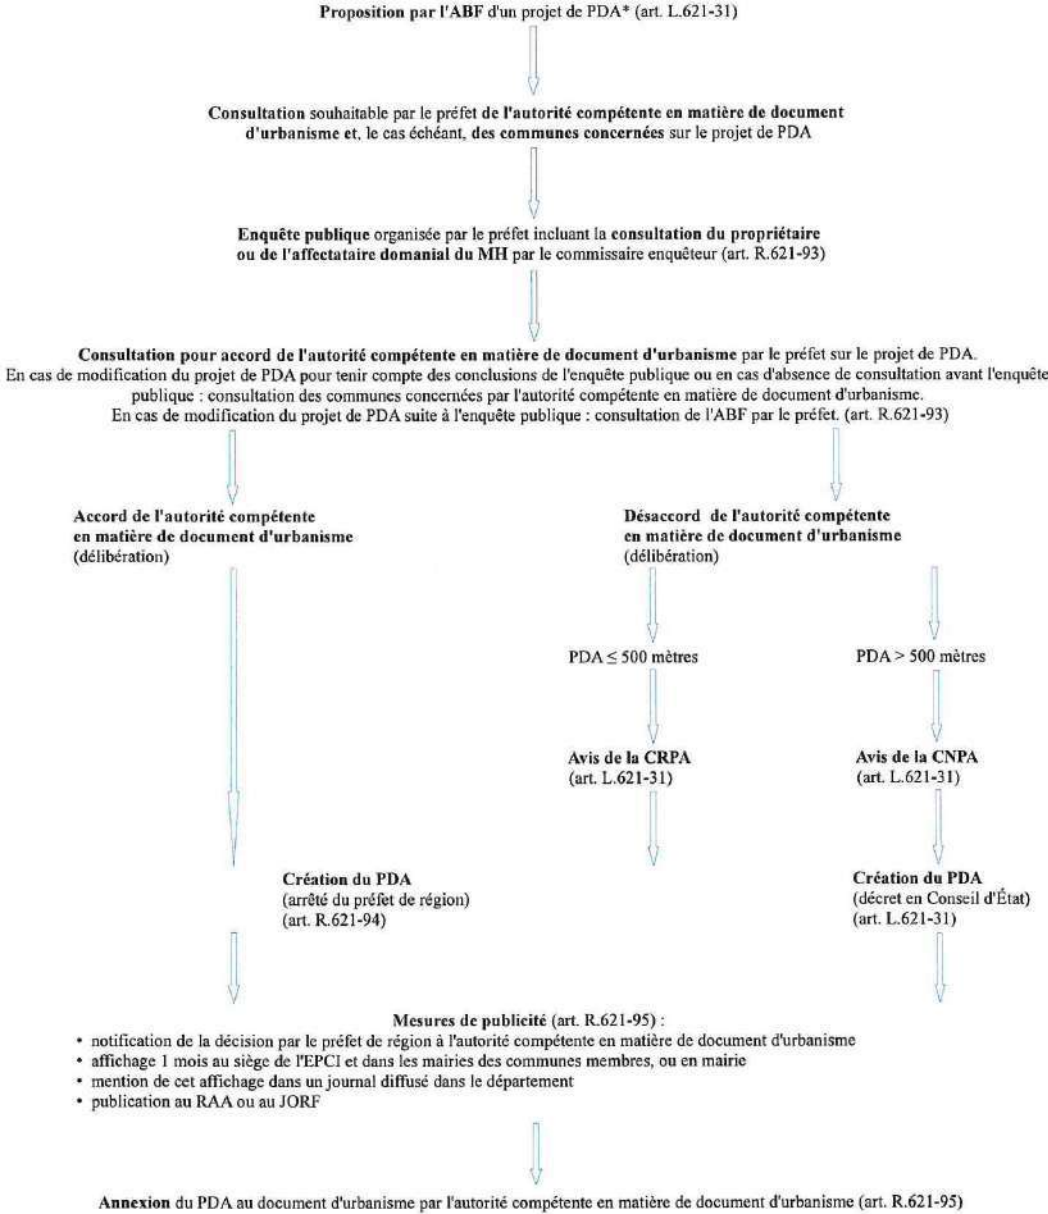 Proposition par l'ABF d'un projet de PDA* (art. L.621-31)
Consultation souhaitable par le préfet de l'autorité compétente en matière de document
d'urbanisme et, le cas échéant, des communes concernées sur le projet de PDA
Enquête publique organisée par le préfet incluant la consultation du propriétaire
ou de l'affectataire domanial du MH par le commissaire enquêteur (art. R.621-93)
Consultation pour accord de l'autorité compétente en matière de document d'urbanisme par le préfet sur le projet de PDA.
En cas de modification du projet de PDA pour tenir compte des conclusions de l'enquête publique ou en cas d'absence de consultation avant l'enquête
publique : consultation des communes concernées par l'autorité compétente en matière de document d'urbanisme.
En cas de modification du projet de PDA suite à l'enquête publique : consultation de l'ABF par le préfet. (art. R.621-93)
Accord de l'autorité compétente
en matière de document d'urbanisme
(délibération)
Désaccord de l'autorité compétente
en matière de document d'urbanisme
(délibération)
PDA ≤ 500 mètres
PDA > 500 mètres
Avis de la CRPA
(art. L.621-31)
Avis de la CNPA
(art. L.621-31)
Création du PDA
(arrêté du préfet de région)
(art. R.621-94)
Création du PDA
(décret en Conseil d'État)
(art. L.621-31)
Mesures de publicité (art. R.621-95) :
• notification de la décision par le préfet de région à l'autorité compétente en matière de document d'urbanisme
• affichage 1 mois au siège de l'EPCI et dans les mairies des communes membres, ou en mairie
• mention de cet affichage dans un journal diffusé dans le département
• publication au RAA ou au JORF
Annexion du PDA au document d'urbanisme par l'autorité compétente en matière de document d'urbanisme (art. R.621-95)